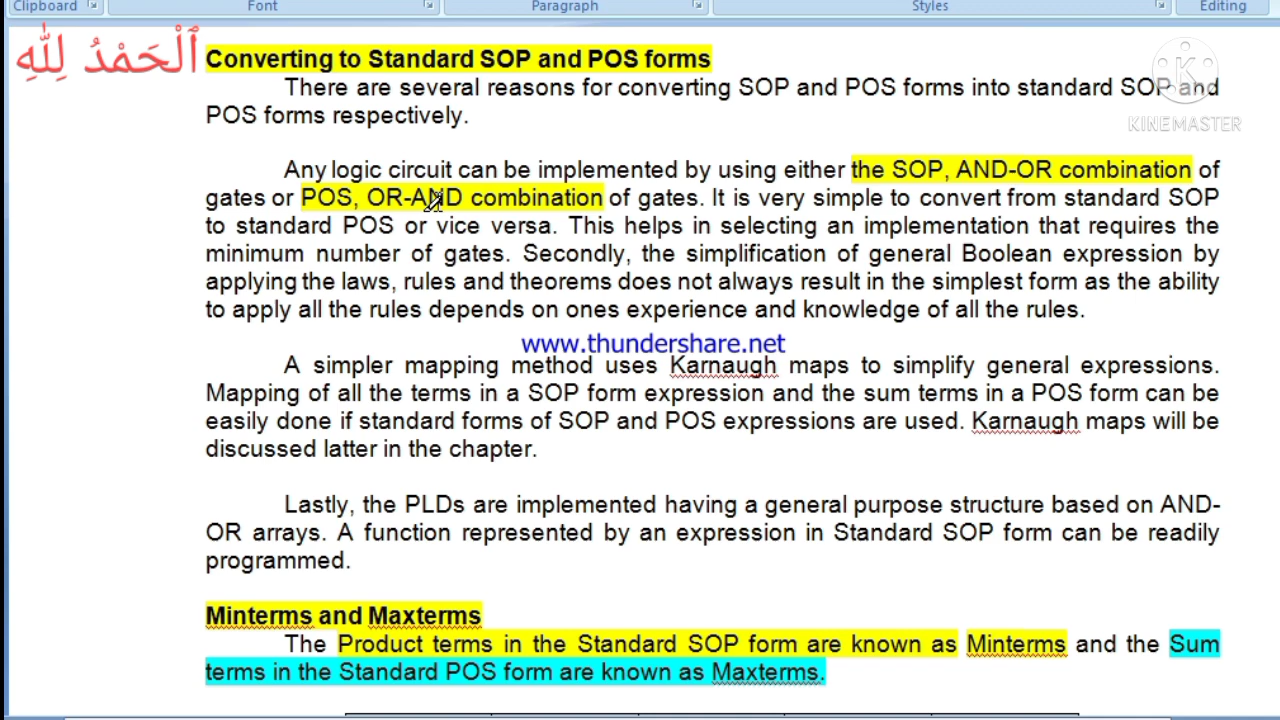 Clipboard Font Paragraph Styles Editing
ٱلْحَمْدُ لِلّٰهِ
Converting to Standard SOP and POS forms
There are several reasons for converting SOP and POS forms into standard SOP and
POS forms respectively.
KINEMASTER
Any logic circuit can be implemented by using either the SOP, AND-OR combination of
gates or POS, OR-AND combination of gates. It is very simple to convert from standard SOP
to standard POS or vice versa. This helps in selecting an implementation that requires the
minimum number of gates. Secondly, the simplification of general Boolean expression by
applying the laws, rules and theorems does not always result in the simplest form as the ability
to apply all the rules depends on ones experience and knowledge of all the rules.
www.thundershare.net
A simpler mapping method uses Karnaugh maps to simplify general expressions.
Mapping of all the terms in a SOP form expression and the sum terms in a POS form can be
easily done if standard forms of SOP and POS expressions are used. Karnaugh maps will be
discussed latter in the chapter.
Lastly, the PLDs are implemented having a general purpose structure based on AND-
OR arrays. A function represented by an expression in Standard SOP form can be readily
programmed.
Minterms and Maxterms
The Product terms in the Standard SOP form are known as Minterms and the Sum
terms in the Standard POS form are known as Maxterms.